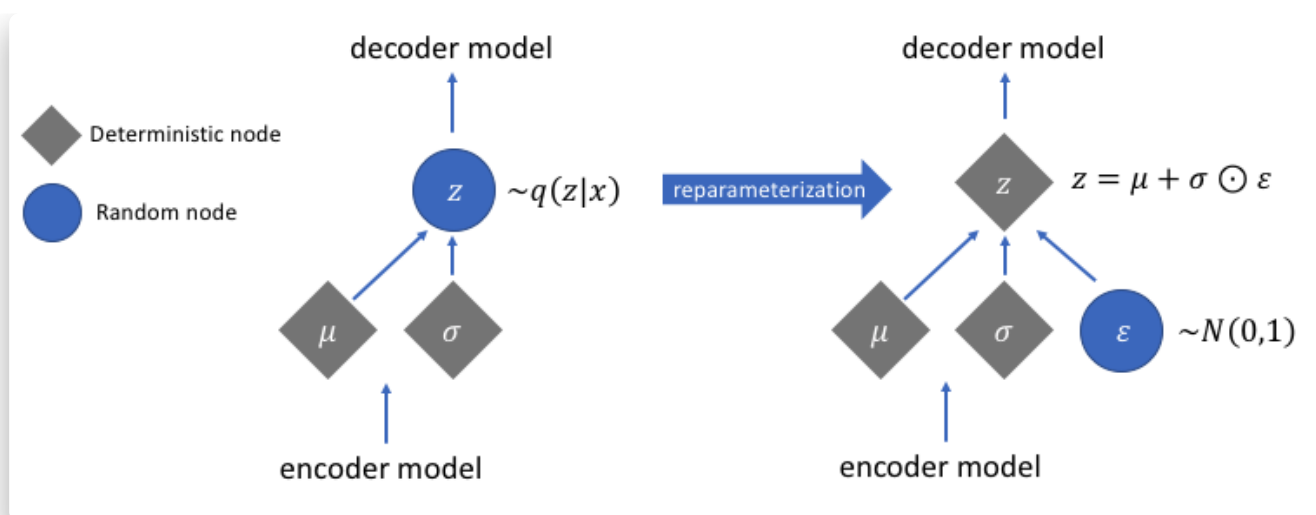 decoder model
decoder model
Deterministic node
Random node
z
~q(z|x)
reparameterization
z
z = μ + σ ⊙ ε
μ
σ
μ
σ
ε
~N(0,1)
encoder model
encoder model